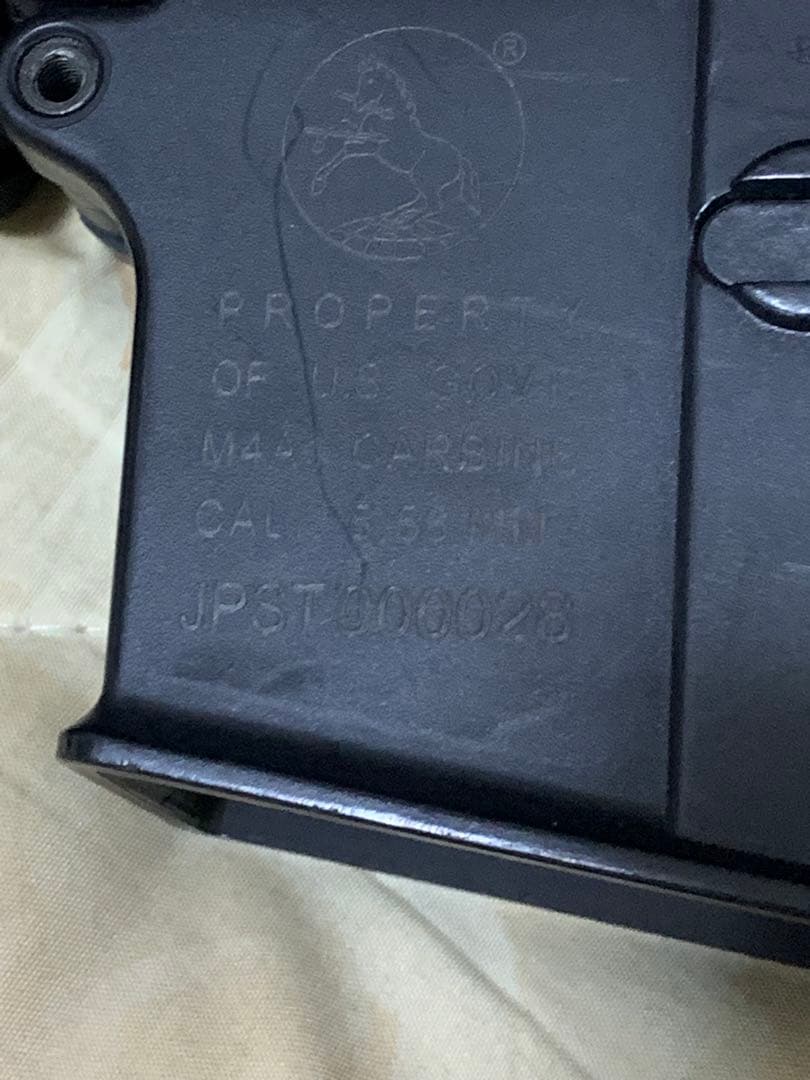 ®
PROPERTY
OF U.S. GOVT.
M4A1 CARBINE
CAL. 5.56 MM
JPST000028